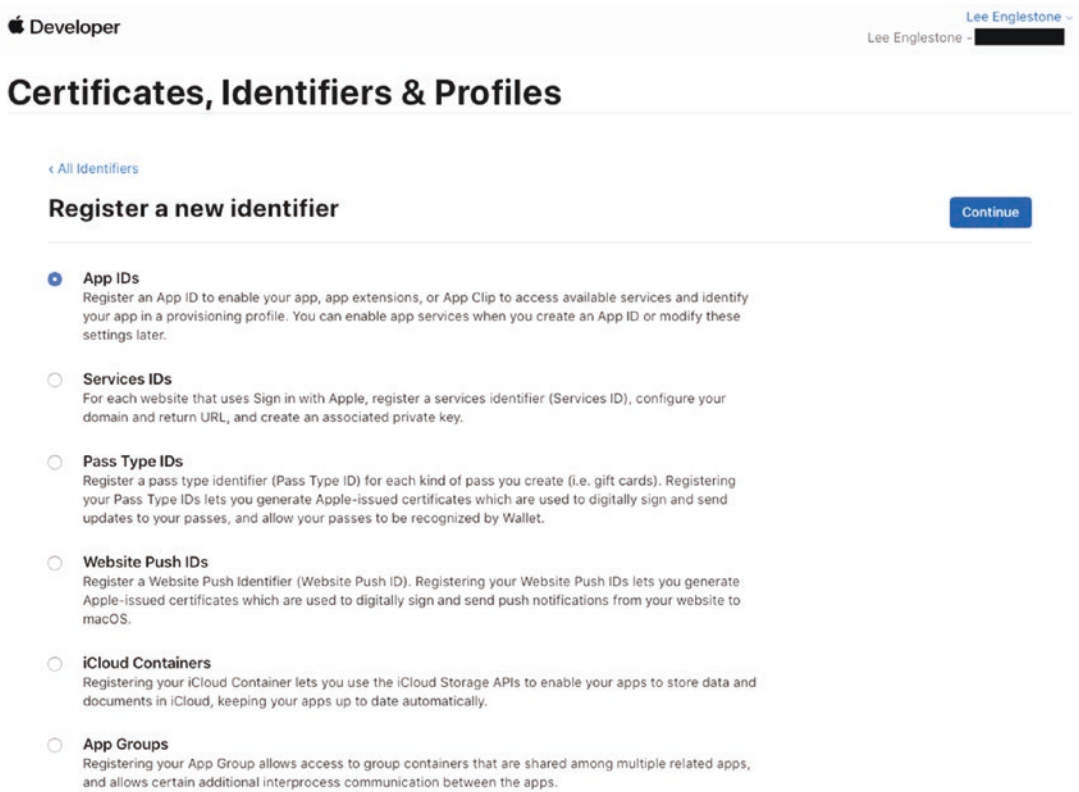 Developer
Lee Englestone
Lee Englestone -
Certificates, Identifiers & Profiles
‹ All Identifiers
Register a new identifier
Continue
App IDs
Register an App ID to enable your app, app extensions, or App Clip to access available services and identify
your app in a provisioning profile. You can enable app services when you create an App ID or modify these
settings later.
Services IDs
For each website that uses Sign in with Apple, register a services identifier (Services ID), configure your
domain and return URL, and create an associated private key.
Pass Type IDs
Register a pass type identifier (Pass Type ID) for each kind of pass you create (i.e. gift cards). Registering
your Pass Type IDs lets you generate Apple-issued certificates which are used to digitally sign and send
updates to your passes, and allow your passes to be recognized by Wallet.
Website Push IDs
Register a Website Push Identifier (Website Push ID). Registering your Website Push IDs lets you generate
Apple-issued certificates which are used to digitally sign and send push notifications from your website to
macOS.
iCloud Containers
Registering your iCloud Container lets you use the iCloud Storage APIs to enable your apps to store data and
documents in iCloud, keeping your apps up to date automatically.
App Groups
Registering your App Group allows access to group containers that are shared among multiple related apps,
and allows certain additional interprocess communication between the apps.